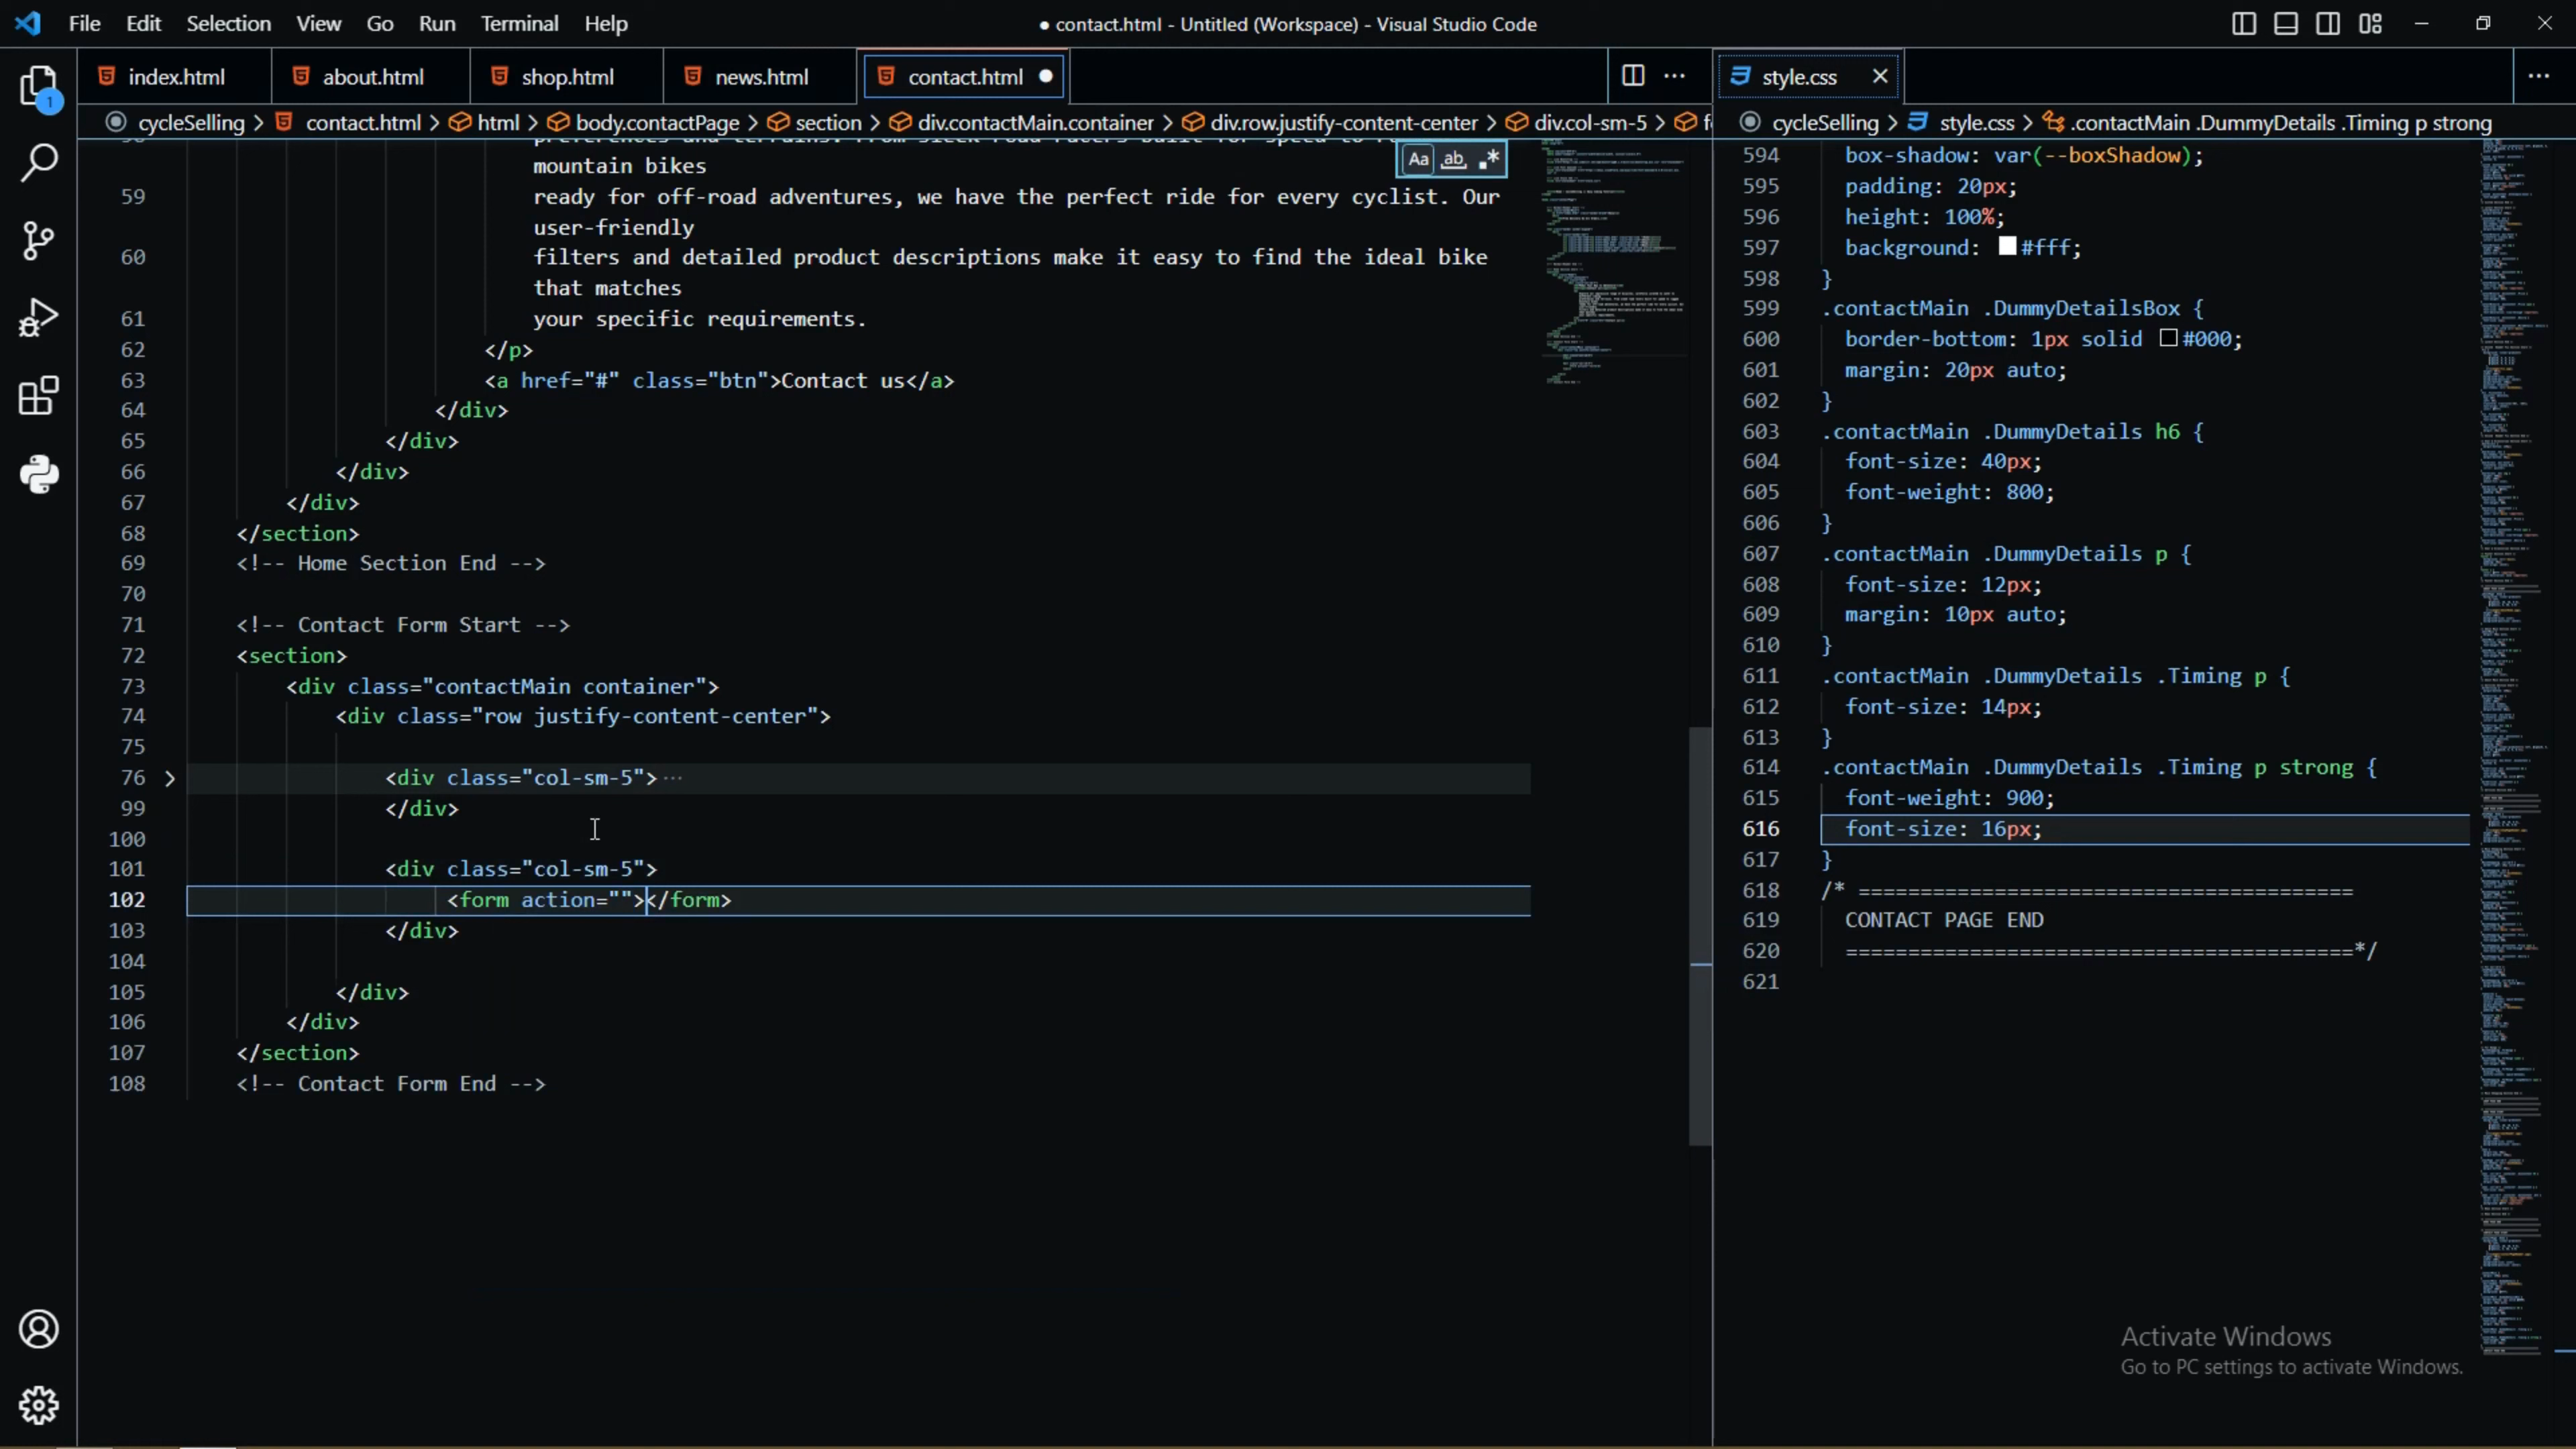 File Edit Selection View Go Run Terminal Help
● contact.html - Untitled (Workspace) - Visual Studio Code
index.html about.html shop.html news.html contact.html
cycleSelling > contact.html > html > body.contactPage > section > div.contactMain.container > div.row.justify-content-center > div.col-sm-5 >
mountain bikes
59 ready for off-road adventures, we have the perfect ride for every cyclist. Our
user-friendly
60 filters and detailed product descriptions make it easy to find the ideal bike
that matches
61 your specific requirements.
62 </p>
63 <a href="#" class="btn">Contact us</a>
64 </div>
65 </div>
66 </div>
67 </div>
68 </section>
69 <!-- Home Section End -->
70
71 <!-- Contact Form Start -->
72 <section>
73 <div class="contactMain container">
74 <div class="row justify-content-center">
75
76 <div class="col-sm-5">···
99 </div>
100
101 <div class="col-sm-5">
102 <form action=""></form>
103 </div>
104
105 </div>
106 </div>
107 </section>
108 <!-- Contact Form End -->
Aa ab .*
1
style.css
cycleSelling > style.css > .contactMain .DummyDetails .Timing p strong
594 box-shadow: var(--boxShadow);
595 padding: 20px;
596 height: 100%;
597 background: #fff;
598 }
599 .contactMain .DummyDetailsBox {
600 border-bottom: 1px solid #000;
601 margin: 20px auto;
602 }
603 .contactMain .DummyDetails h6 {
604 font-size: 40px;
605 font-weight: 800;
606 }
607 .contactMain .DummyDetails p {
608 font-size: 12px;
609 margin: 10px auto;
610 }
611 .contactMain .DummyDetails .Timing p {
612 font-size: 14px;
613 }
614 .contactMain .DummyDetails .Timing p strong {
615 font-weight: 900;
616 font-size: 16px;
617 }
618 /* =======================================
619 CONTACT PAGE END
620 ========================================*/
621
Activate Windows
Go to PC settings to activate Windows.